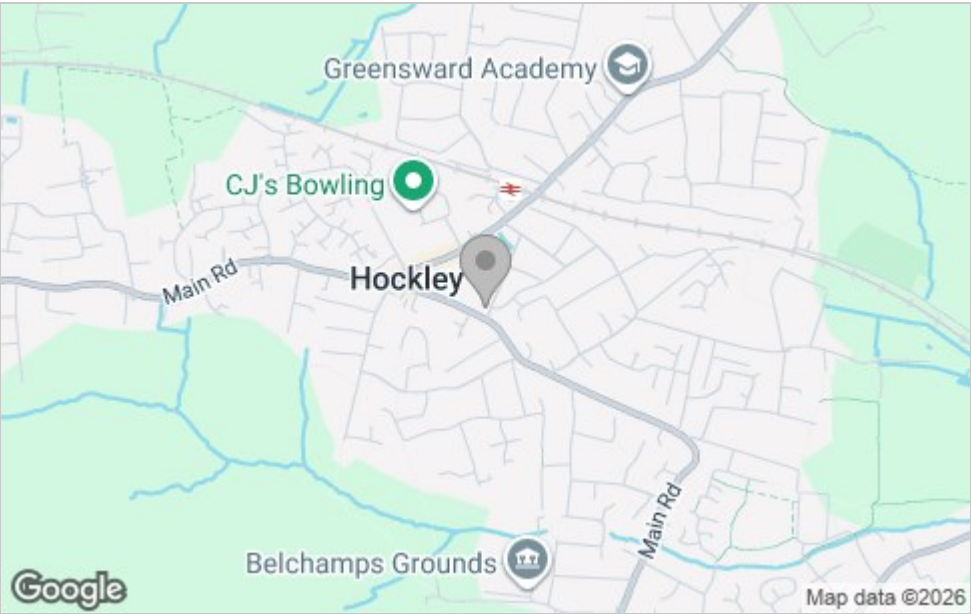 Greensward Academy
CJ's Bowling
Main Rd
Hockley
Main Rd
Belchamps Grounds
Google
Map data ©2026